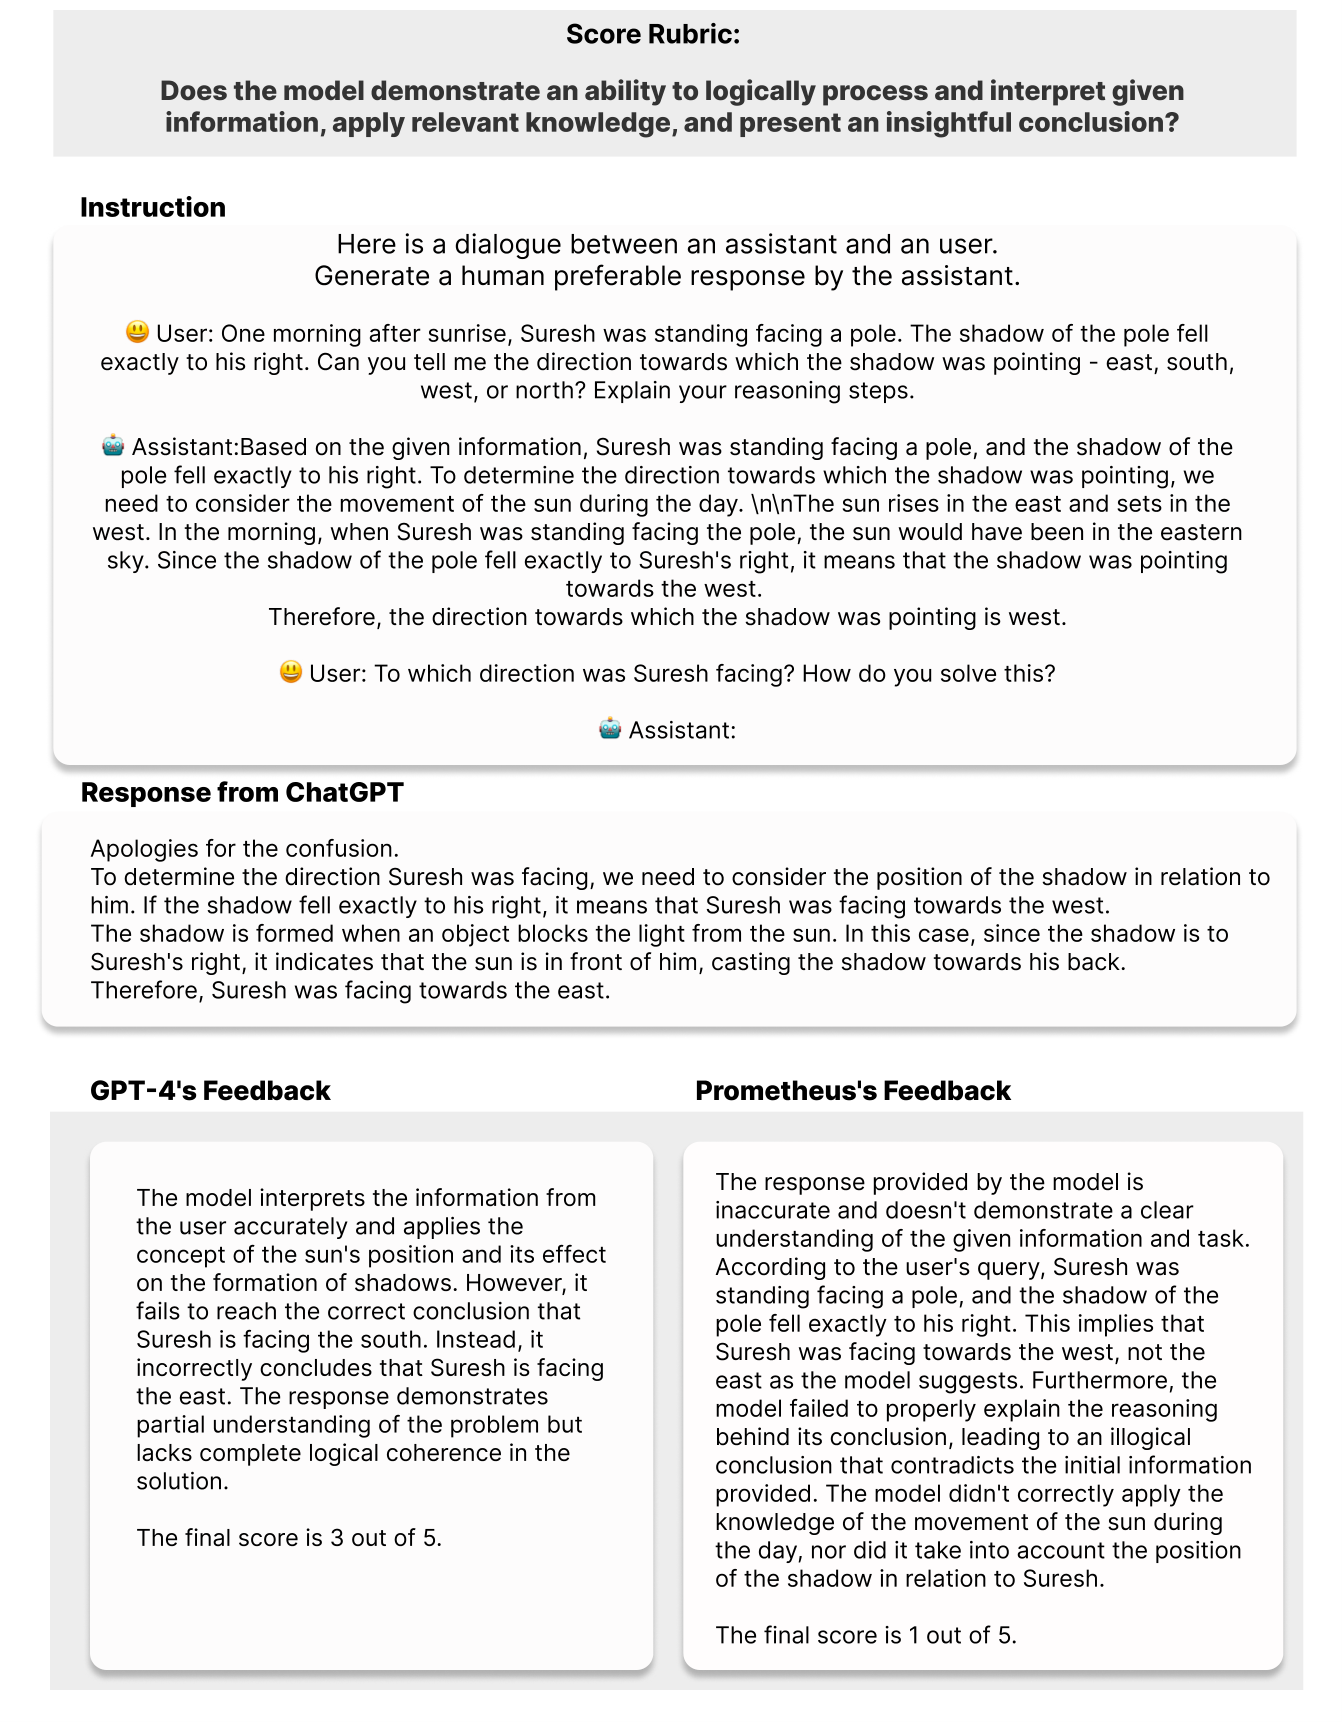 Score Rubric:
Does the model demonstrate an ability to logically process and interpret given
information, apply relevant knowledge, and present an insightful conclusion?
Instruction
Here is a dialogue between an assistant and an user.
Generate a human preferable response by the assistant.
😃 User: One morning after sunrise, Suresh was standing facing a pole. The shadow of the pole fell
exactly to his right. Can you tell me the direction towards which the shadow was pointing - east, south,
west, or north? Explain your reasoning steps.
🤖 Assistant:Based on the given information, Suresh was standing facing a pole, and the shadow of the
pole fell exactly to his right. To determine the direction towards which the shadow was pointing, we
need to consider the movement of the sun during the day. \n\nThe sun rises in the east and sets in the
west. In the morning, when Suresh was standing facing the pole, the sun would have been in the eastern
sky. Since the shadow of the pole fell exactly to Suresh's right, it means that the shadow was pointing
towards the west.
Therefore, the direction towards which the shadow was pointing is west.
😃 User: To which direction was Suresh facing? How do you solve this?
🤖 Assistant:
Response from ChatGPT
Apologies for the confusion.
To determine the direction Suresh was facing, we need to consider the position of the shadow in relation to
him. If the shadow fell exactly to his right, it means that Suresh was facing towards the west.
The shadow is formed when an object blocks the light from the sun. In this case, since the shadow is to
Suresh's right, it indicates that the sun is in front of him, casting the shadow towards his back.
Therefore, Suresh was facing towards the east.
GPT-4's Feedback
The model interprets the information from
the user accurately and applies the
concept of the sun's position and its effect
on the formation of shadows. However, it
fails to reach the correct conclusion that
Suresh is facing the south. Instead, it
incorrectly concludes that Suresh is facing
the east. The response demonstrates
partial understanding of the problem but
lacks complete logical coherence in the
solution.
The final score is 3 out of 5.
Prometheus's Feedback
The response provided by the model is
inaccurate and doesn't demonstrate a clear
understanding of the given information and task.
According to the user's query, Suresh was
standing facing a pole, and the shadow of the
pole fell exactly to his right. This implies that
Suresh was facing towards the west, not the
east as the model suggests. Furthermore, the
model failed to properly explain the reasoning
behind its conclusion, leading to an illogical
conclusion that contradicts the initial information
provided. The model didn't correctly apply the
knowledge of the movement of the sun during
the day, nor did it take into account the position
of the shadow in relation to Suresh.
The final score is 1 out of 5.